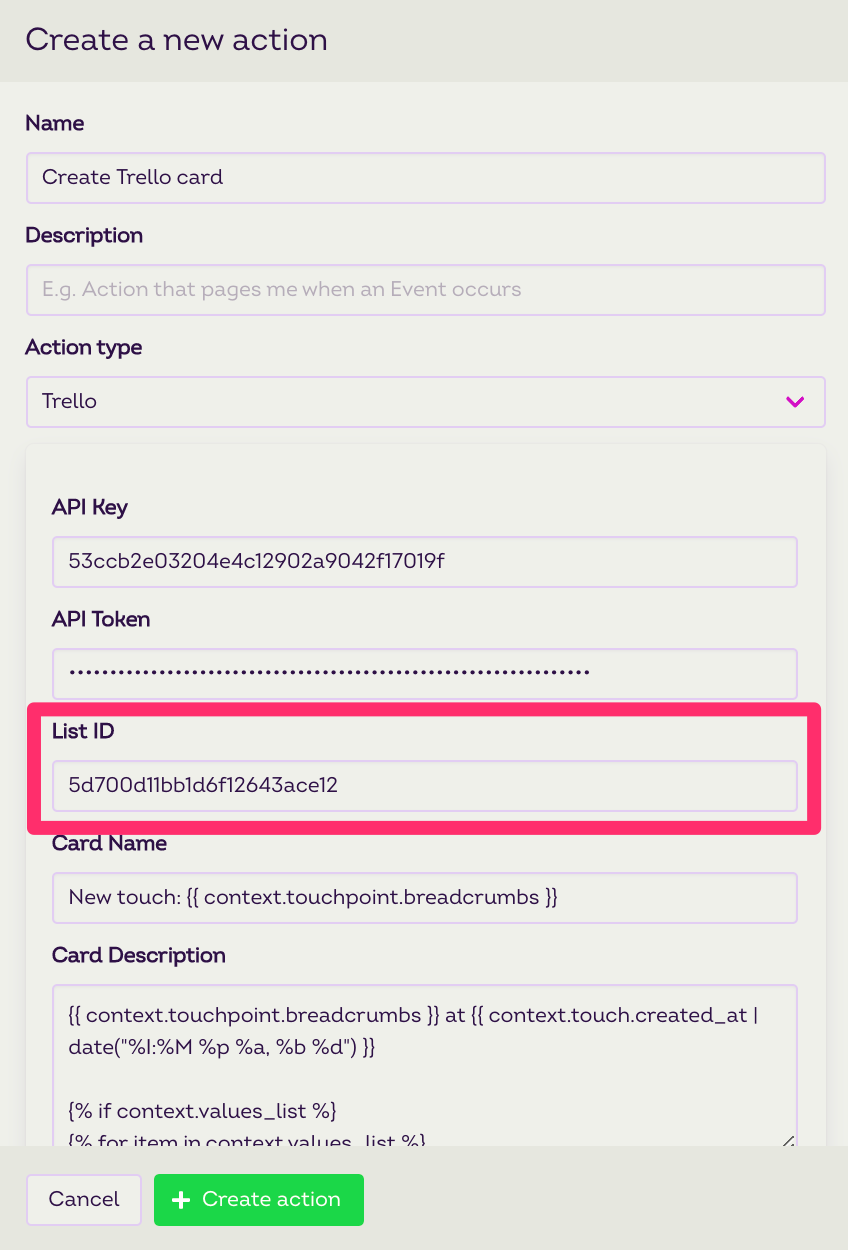 Create a new action
Name
Create Trello card
Description
E.g. Action that pages me when an Event occurs
Action type
Trello
API Key
53ccb2e03204e4c12902a9042f17019f
API Token
List ID
5d700d11bb1d6f12643ace12
Card Name
New touch: {{ context.touchpoint.breadcrumbs }}
Card Description
{{ context.touchpoint.breadcrumbs }} at {{ context.touch.created_at |
date("%I:%M %p %a, %b %d") }}
{% if context.values_list %}
{% for item in context.values_list %}
Cancel
+ Create action